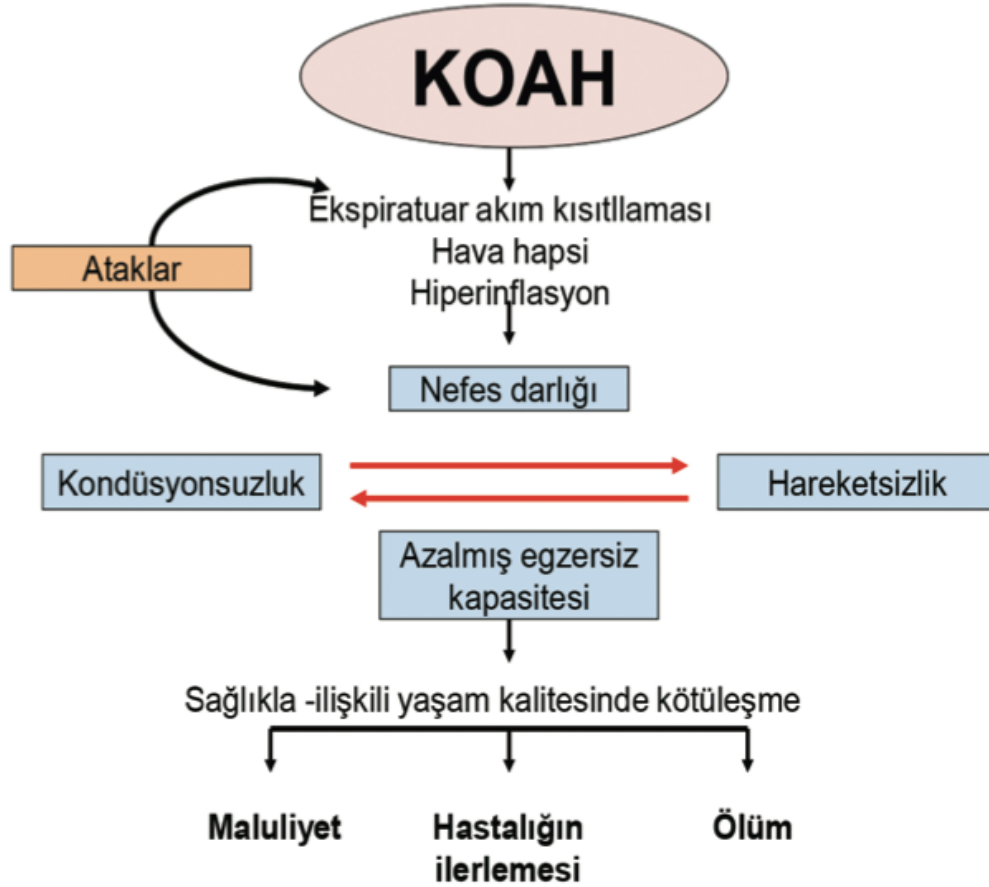 KOAH
Ekspiratuar akım kısıtllaması
Hava hapsi
Hiperinflasyon
Ataklar
Nefes darlığı
Kondüsyonsuzluk
Hareketsizlik
Azalmış egzersiz
kapasitesi
Sağlıkla -ilişkili yaşam kalitesinde kötüleşme
Maluliyet
Hastalığın
ilerlemesi
Ölüm